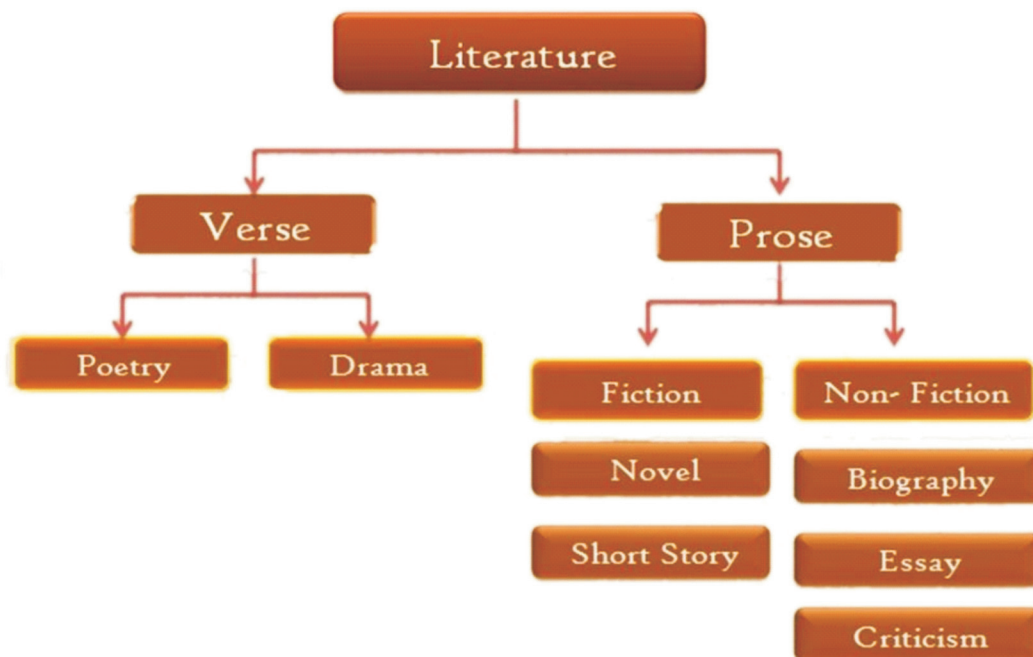 Literature
Verse
Prose
Poetry
Drama
Fiction
Non- Fiction
Novel
Biography
Short Story
Essay
Criticism